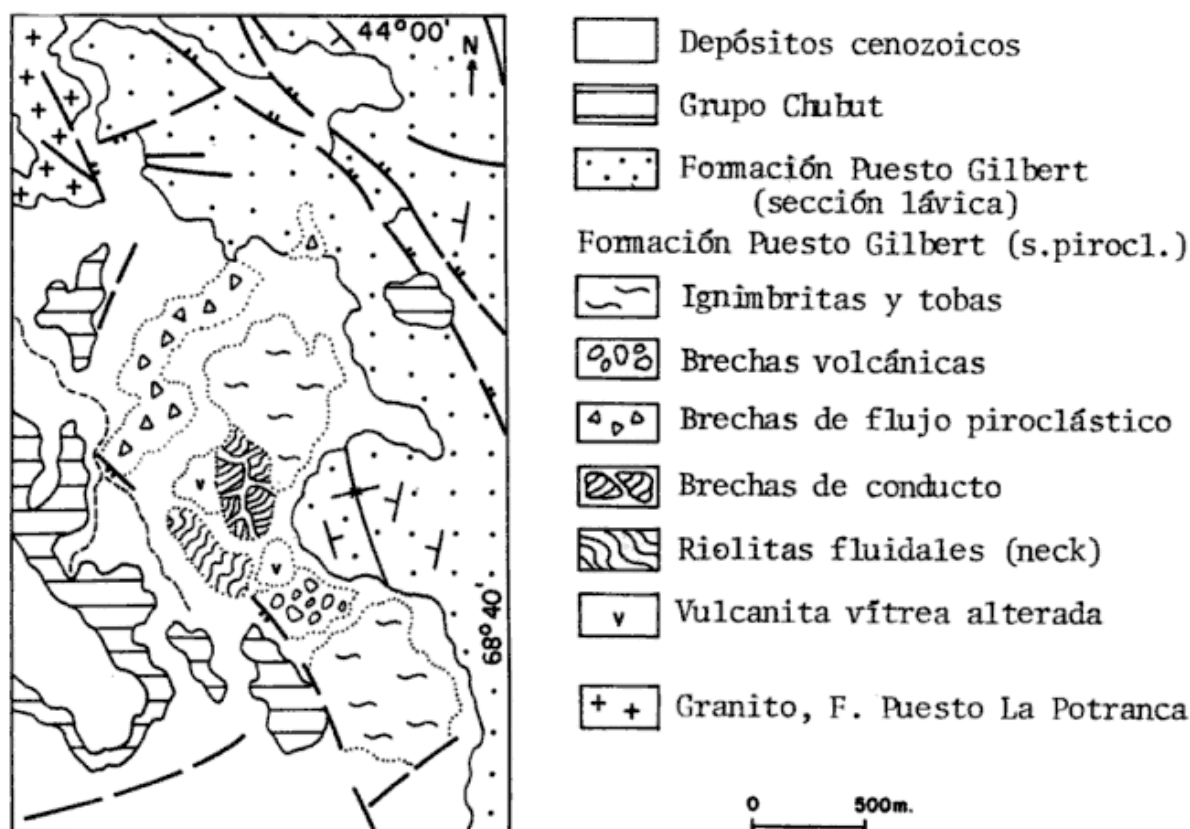 44°00'
N
68°40'
Depósitos cenozoicos
Grupo Chubut
Formación Puesto Gilbert
(sección lávica)
Formación Puesto Gilbert (s.pirocl.)
Ignimbritas y tobas
Brechas volcánicas
Brechas de flujo piroclástico
Brechas de conducto
Riolitas fluidales (neck)
v Vulcanita vítrea alterada
Granito, F. Puesto La Potranca
0 500m.